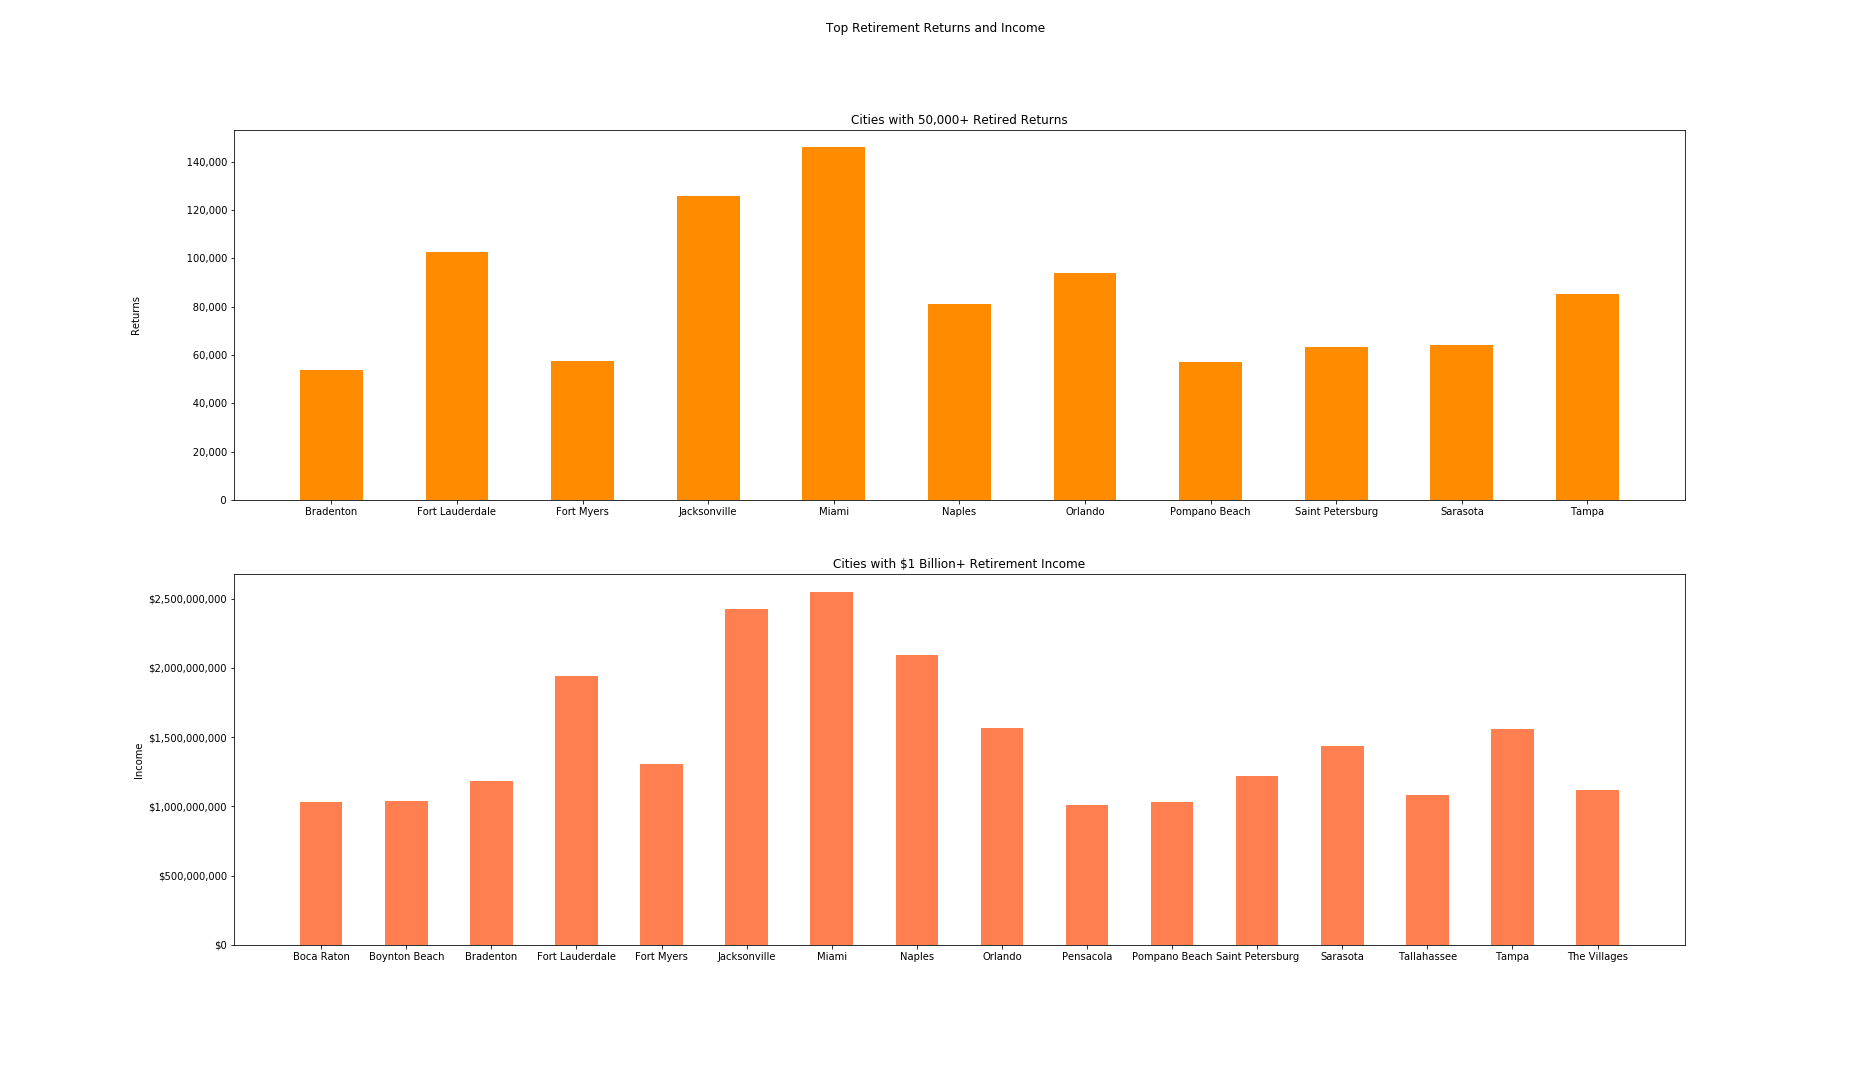 Top Retirement Returns and Income
Cities with 50,000+ Retired Returns
140,000
120,000
100,000
80,000
60,000
40,000
20,000
0
Returns
Bradenton Fort Lauderdale Fort Myers Jacksonville Miami Naples Orlando Pompano Beach Saint Petersburg Sarasota Tampa
Cities with $1 Billion+ Retirement Income
$2,500,000,000
$2,000,000,000
$1,500,000,000
$1,000,000,000
$500,000,000
$0
Income
Boca Raton Boynton Beach Bradenton Fort Lauderdale Fort Myers Jacksonville Miami Naples Orlando Pensacola Pompano Beach Saint Petersburg Sarasota Tallahassee Tampa The Villages